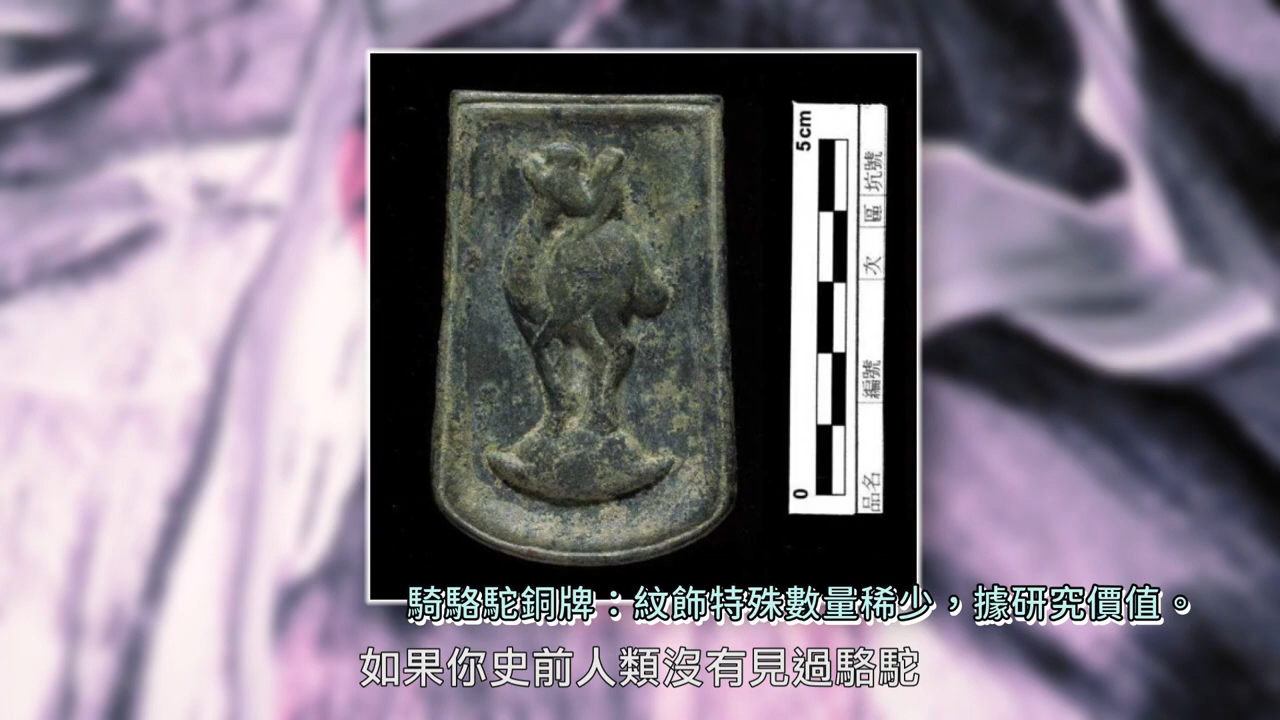 5cm
0
坑號
區
次
編號
品名
騎駱駝銅牌：紋飾特殊數量稀少，據研究價值。
如果你史前人類沒有見過駱駝